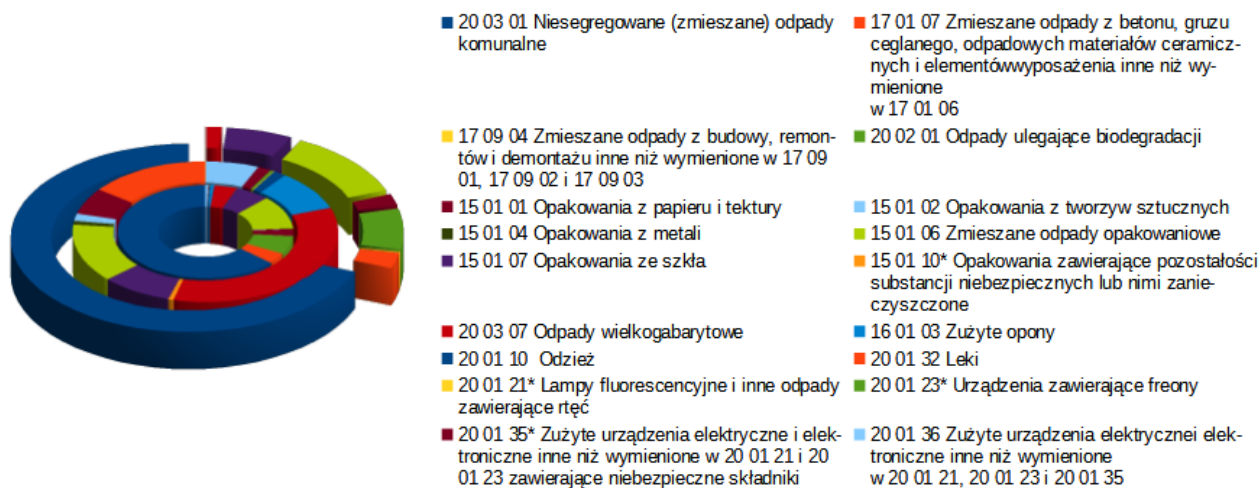 20 03 01 Niesegregowane (zmieszane) odpady
komunalne
17 01 07 Zmieszane odpady z betonu, gruzu
ceglanego, odpadowych materiałów ceramicz-
nych i elementówwyposażenia inne niż wy-
mienione
w 17 01 06
17 09 04 Zmieszane odpady z budowy, remon-
tów i demontażu inne niż wymienione w 17 09
01, 17 09 02 i 17 09 03
20 02 01 Odpady ulegające biodegradacji
15 01 01 Opakowania z papieru i tektury
15 01 02 Opakowania z tworzyw sztucznych
15 01 04 Opakowania z metali
15 01 06 Zmieszane odpady opakowaniowe
15 01 07 Opakowania ze szkła
15 01 10* Opakowania zawierające pozostałości
substancji niebezpiecznych lub nimi zanie-
czyszczone
20 03 07 Odpady wielkogabarytowe
16 01 03 Zużyte opony
20 01 10 Odzież
20 01 32 Leki
20 01 21* Lampy fluorescencyjne i inne odpady
zawierające rtęć
20 01 23* Urządzenia zawierające freony
20 01 35* Zużyte urządzenia elektryczne i elek-
troniczne inne niż wymienione w 20 01 21 i 20
01 23 zawierające niebezpieczne składniki
20 01 36 Zużyte urządzenia elektrycznei elek-
troniczne inne niż wymienione
w 20 01 21, 20 01 23 i 20 01 35